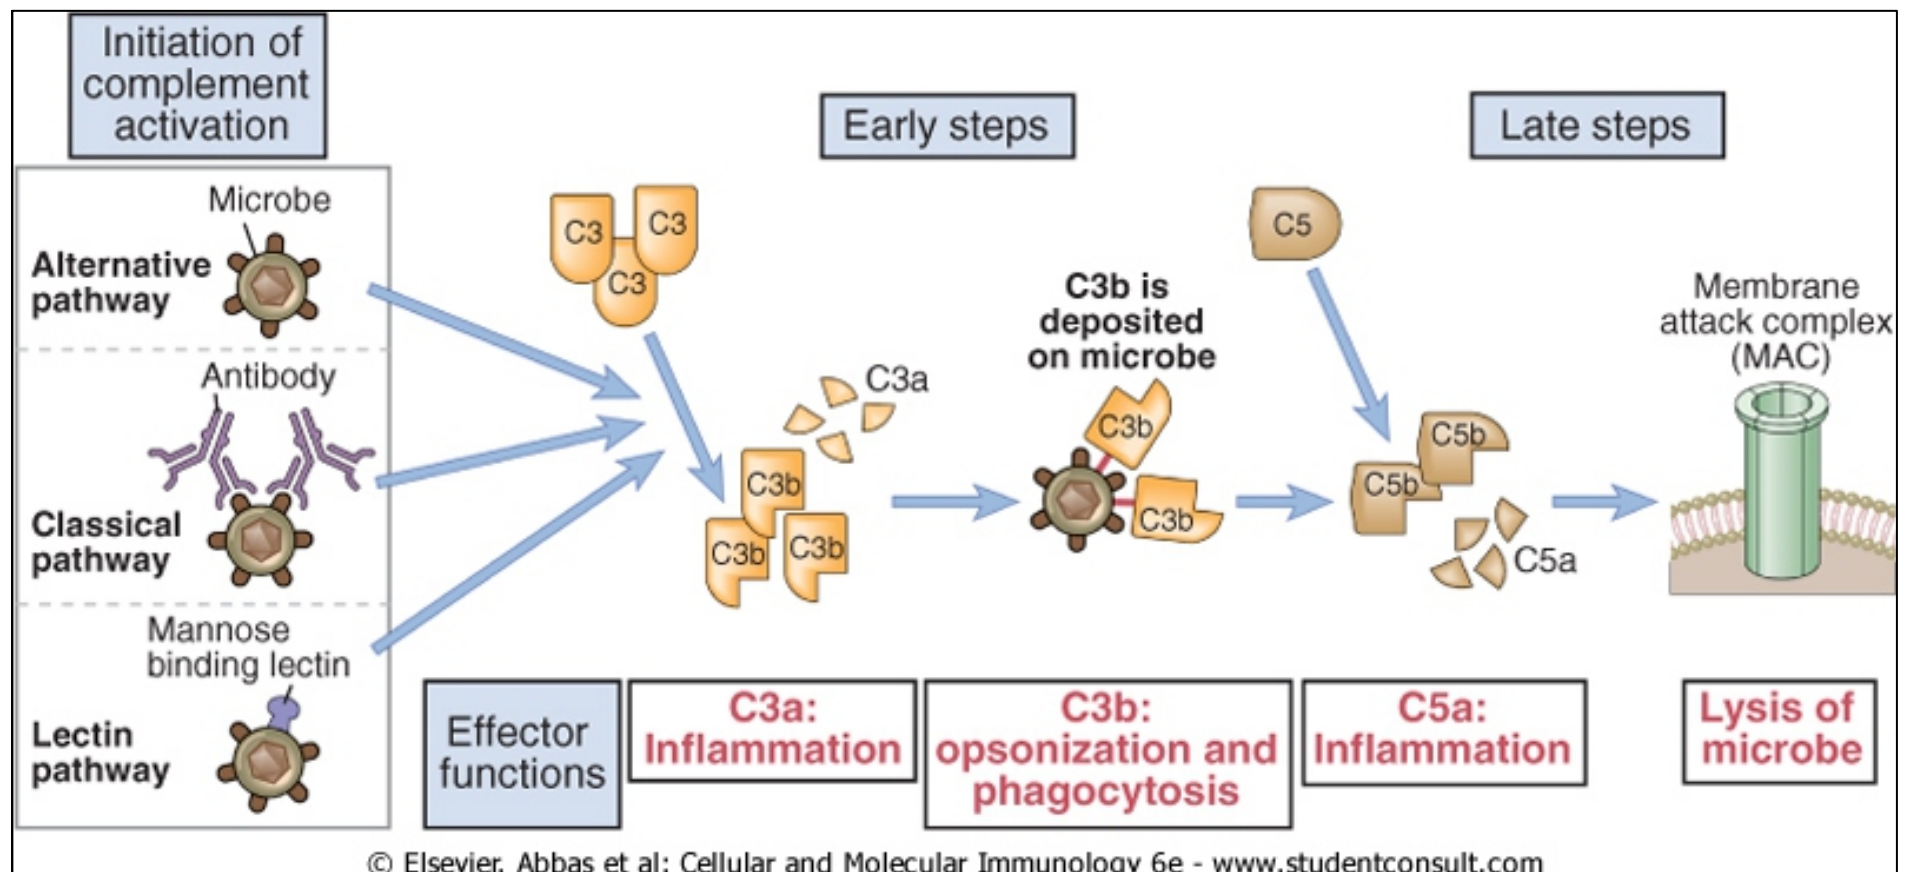 Initiation of
complement
activation
Early steps
Late steps
Microbe
Alternative
pathway
Antibody
Classical
pathway
Mannose
binding lectin
Lectin
pathway
C3
C3
C3
C3a
C3b
C3b
C3b
C3b is
deposited
on microbe
C3b
C3b
C5
C5b
C5b
C5a
Membrane
attack complex
(MAC)
Effector
functions
C3a:
Inflammation
C3b:
opsonization and
phagocytosis
C5a:
Inflammation
Lysis of
microbe
© Elsevier. Abbas et al: Cellular and Molecular Immunology 6e - www.studentconsult.com